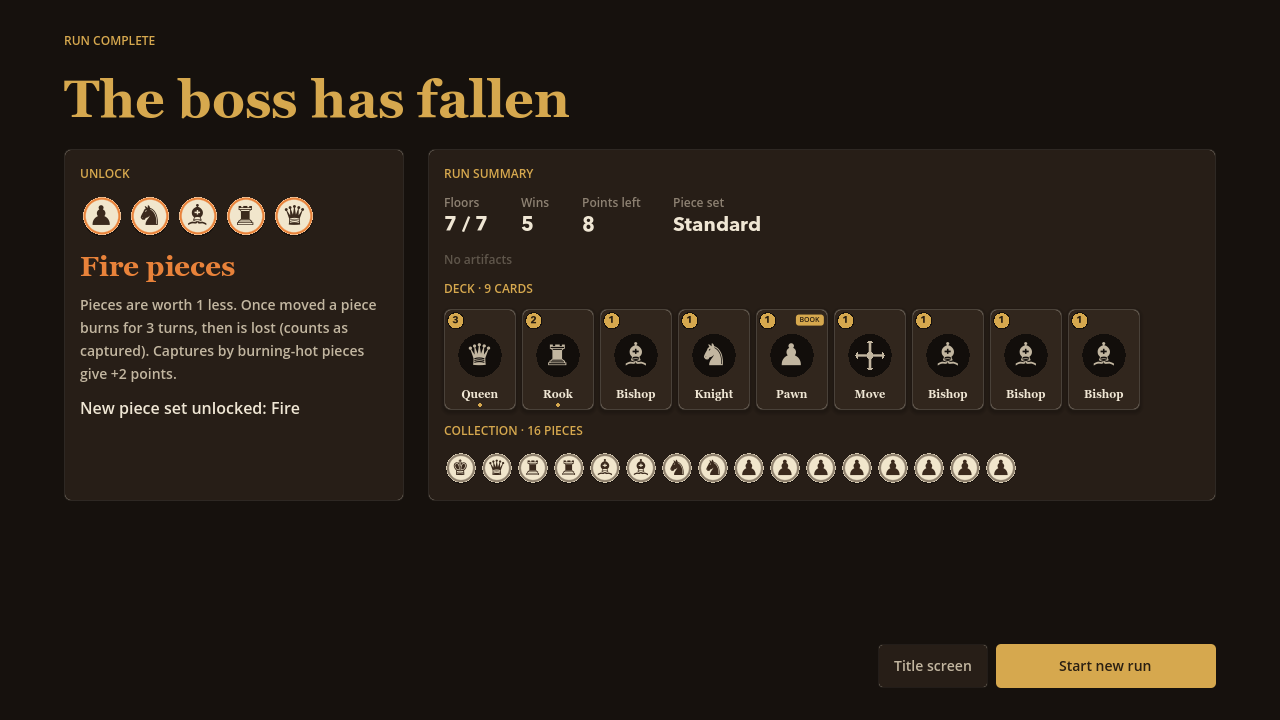 RUN COMPLETE
The boss has fallen
UNLOCK
Fire pieces
Pieces are worth 1 less. Once moved a piece
burns for 3 turns, then is lost (counts as
captured). Captures by burning-hot pieces
give +2 points.
New piece set unlocked: Fire
RUN SUMMARY
Floors Wins Points left Piece set
7 / 7 5 8 Standard
No artifacts
DECK · 9 CARDS
3 2 1 1 1 BOOK 1 1 1 1
Queen Rook Bishop Knight Pawn Move Bishop Bishop Bishop
COLLECTION · 16 PIECES
Title screen Start new run